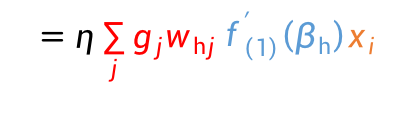 = η ∑_j g_j w_hj f′_(1)(β_h) x_i